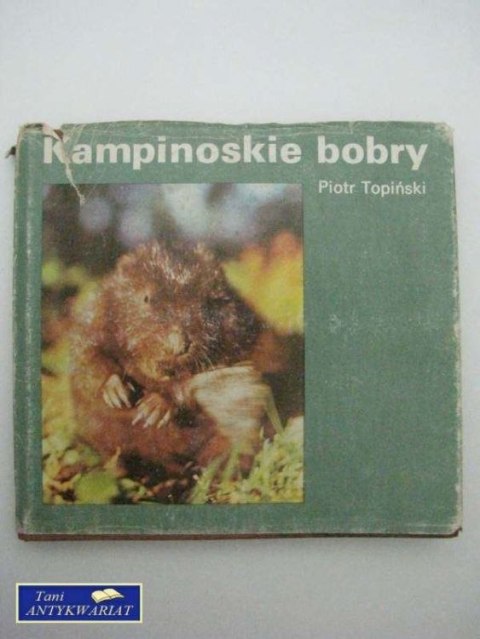 Kampinoskie bobry
Piotr Topiński
Tani
ANTYKWARIAT